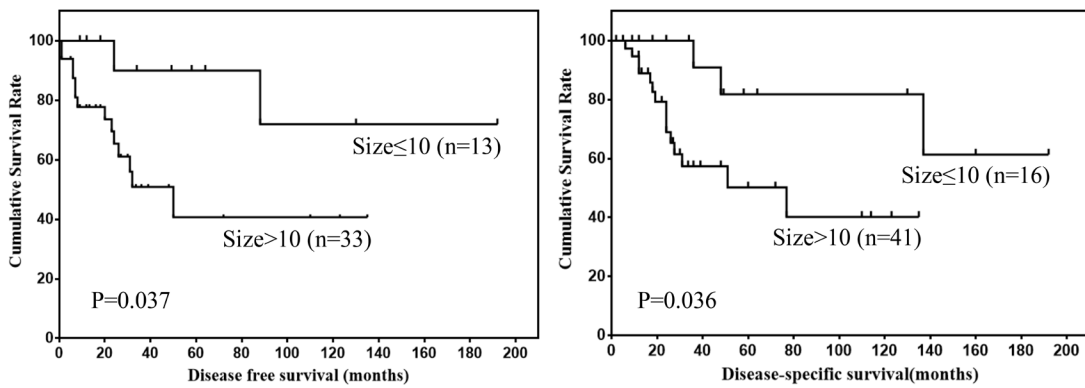 Cumulative Survival Rate
100
80
60
40
20
0
0 20 40 60 80 100 120 140 160 180 200
Disease free survival (months)
Size≤10 (n=13)
Size>10 (n=33)
P=0.037
Cumulative Survival Rate
100
80
60
40
20
0
0 20 40 60 80 100 120 140 160 180 200
Disease-specific survival(months)
Size≤10 (n=16)
Size>10 (n=41)
P=0.036